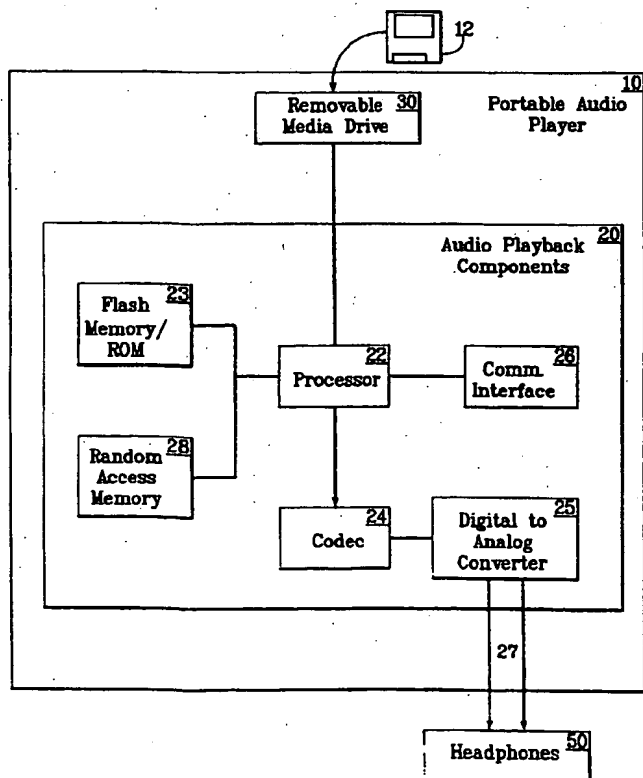 12
10
Portable Audio
Player
30
Removable
Media Drive
20
Audio Playback
Components
23
Flash
Memory/
ROM
22
Processor
26
Comm.
Interface
28
Random
Access
Memory
24
Codec
25
Digital to
Analog
Converter
27
50
Headphones